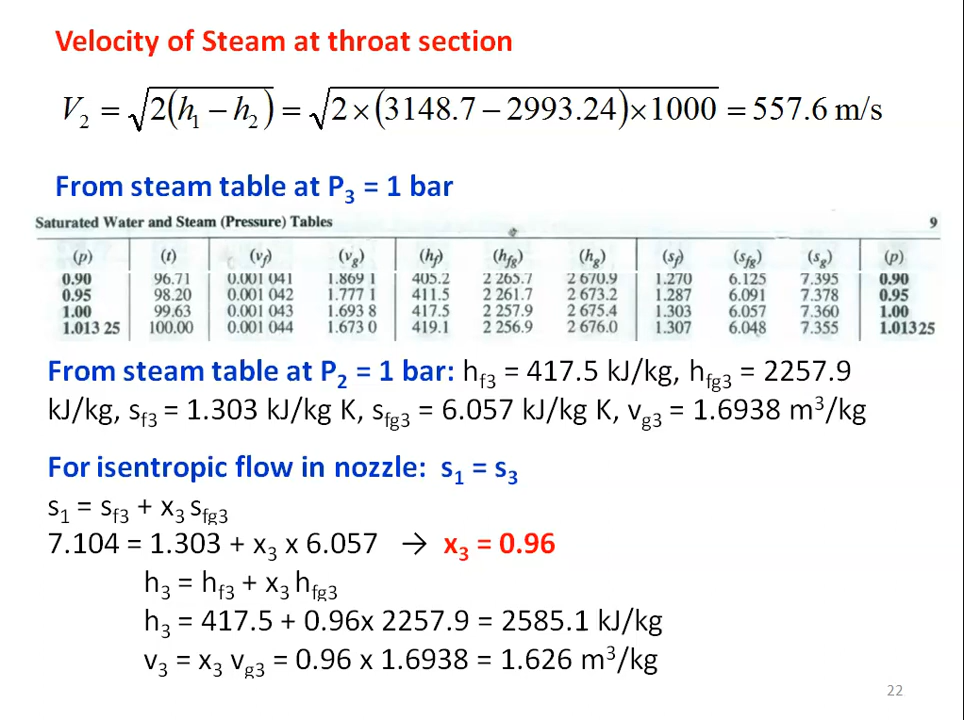 Velocity of Steam at throat section
V₂ = √2(h₁ − h₂) = √2×(3148.7 − 2993.24)×1000 = 557.6 m/s
From steam table at P₃ = 1 bar
Saturated Water and Steam (Pressure) Tables 9
(p) (t) (v_f) (v_g) (h_f) (h_fg) (h_g) (s_f) (s_fg) (s_g) (p)
0.90 96.71 0.001 041 1.869 1 405.2 2 265.7 2 670.9 1.270 6.125 7.395 0.90
0.95 98.20 0.001 042 1.777 1 411.5 2 261.7 2 673.2 1.287 6.091 7.378 0.95
1.00 99.63 0.001 043 1.693 8 417.5 2 257.9 2 675.4 1.303 6.057 7.360 1.00
1.013 25 100.00 0.001 044 1.673 0 419.1 2 256.9 2 676.0 1.307 6.048 7.355 1.013 25
From steam table at P₂ = 1 bar: h_f3 = 417.5 kJ/kg, h_fg3 = 2257.9
kJ/kg, s_f3 = 1.303 kJ/kg K, s_fg3 = 6.057 kJ/kg K, v_g3 = 1.6938 m³/kg
For isentropic flow in nozzle: s₁ = s₃
s₁ = s_f3 + x₃ s_fg3
7.104 = 1.303 + x₃ x 6.057 → x₃ = 0.96
h₃ = h_f3 + x₃ h_fg3
h₃ = 417.5 + 0.96x 2257.9 = 2585.1 kJ/kg
v₃ = x₃ v_g3 = 0.96 x 1.6938 = 1.626 m³/kg
22